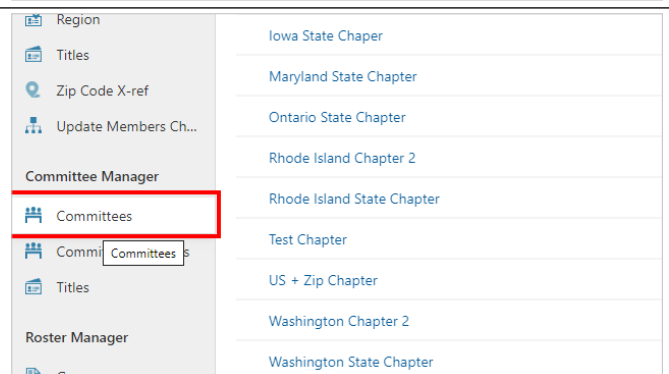 Region
Titles
Zip Code X-ref
Update Members Ch...
Committee Manager
Committees
Commi
Committees
s
Titles
Roster Manager
Iowa State Chaper
Maryland State Chapter
Ontario State Chapter
Rhode Island Chapter 2
Rhode Island State Chapter
Test Chapter
US + Zip Chapter
Washington Chapter 2
Washington State Chapter